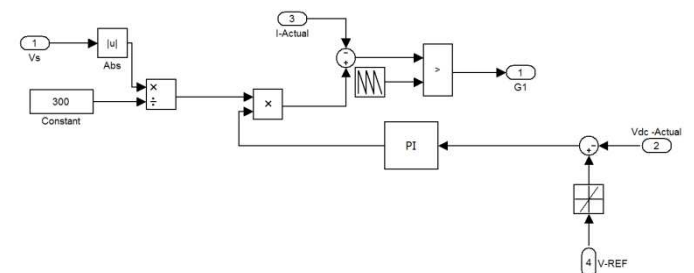 3
I-Actual
1
Vs
|u|
Abs
×
÷
300
Constant
×
−
+
>
1
G1
PI
Vdc -Actual
2
+
−
4
V-REF